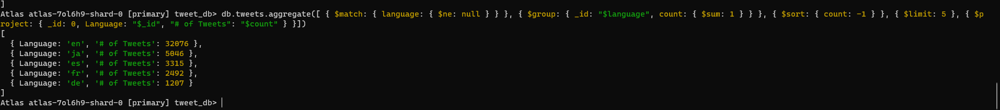 ]
Atlas atlas-7ol6h9-shard-0 [primary] tweet_db> db.tweets.aggregate([ { $match: { language: { $ne: null } } }, { $group: { _id: "$language", count: { $sum: 1 } } }, { $sort: { count: -1 } }, { $limit: 5 }, { $p
roject: { _id: 0, Language: "$_id", "# of Tweets": "$count" } }])
[
  { Language: 'en', '# of Tweets': 32076 },
  { Language: 'ja', '# of Tweets': 5046 },
  { Language: 'es', '# of Tweets': 3315 },
  { Language: 'fr', '# of Tweets': 2492 },
  { Language: 'de', '# of Tweets': 1207 }
]
Atlas atlas-7ol6h9-shard-0 [primary] tweet_db>